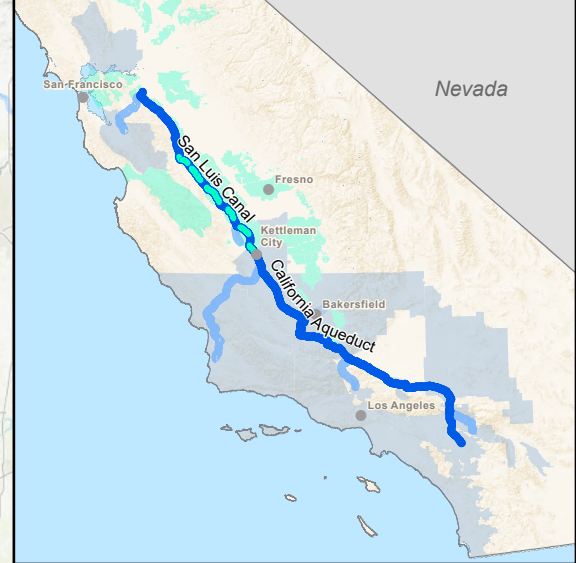 Nevada
San Francisco
San Luis Canal
Fresno
Kettleman
City
California Aqueduct
Bakersfield
Los Angeles